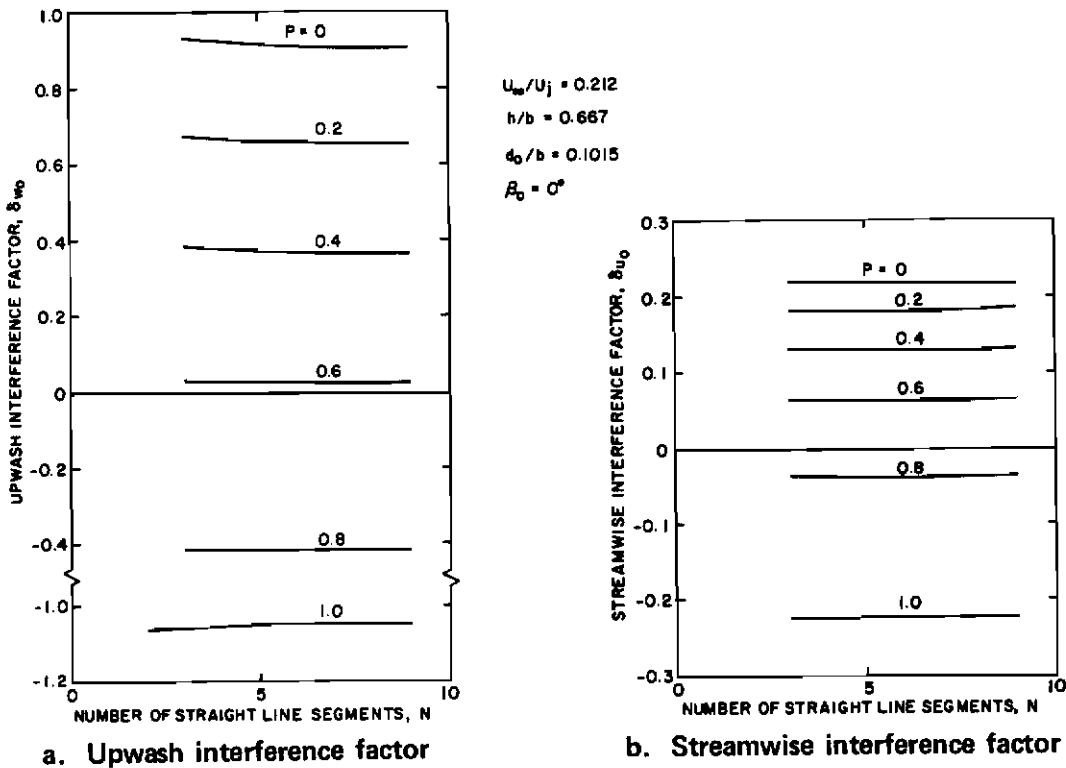 1.0
0.8
0.6
0.4
0.2
0
-0.2
-0.4
-1.0
-1.2
UPWASH INTERFERENCE FACTOR, δw₀
P = 0
0.2
0.4
0.6
0.8
1.0
0 5 10
NUMBER OF STRAIGHT LINE SEGMENTS, N
a. Upwash interference factor
U∞/Uj = 0.212
h/b = 0.667
d₀/b = 0.1015
β₀ = 0°
0.3
0.2
0.1
0
-0.1
-0.2
-0.3
STREAMWISE INTERFERENCE FACTOR, δu₀
P = 0
0.2
0.4
0.6
0.8
1.0
0 5 10
NUMBER OF STRAIGHT LINE SEGMENTS, N
b. Streamwise interference factor